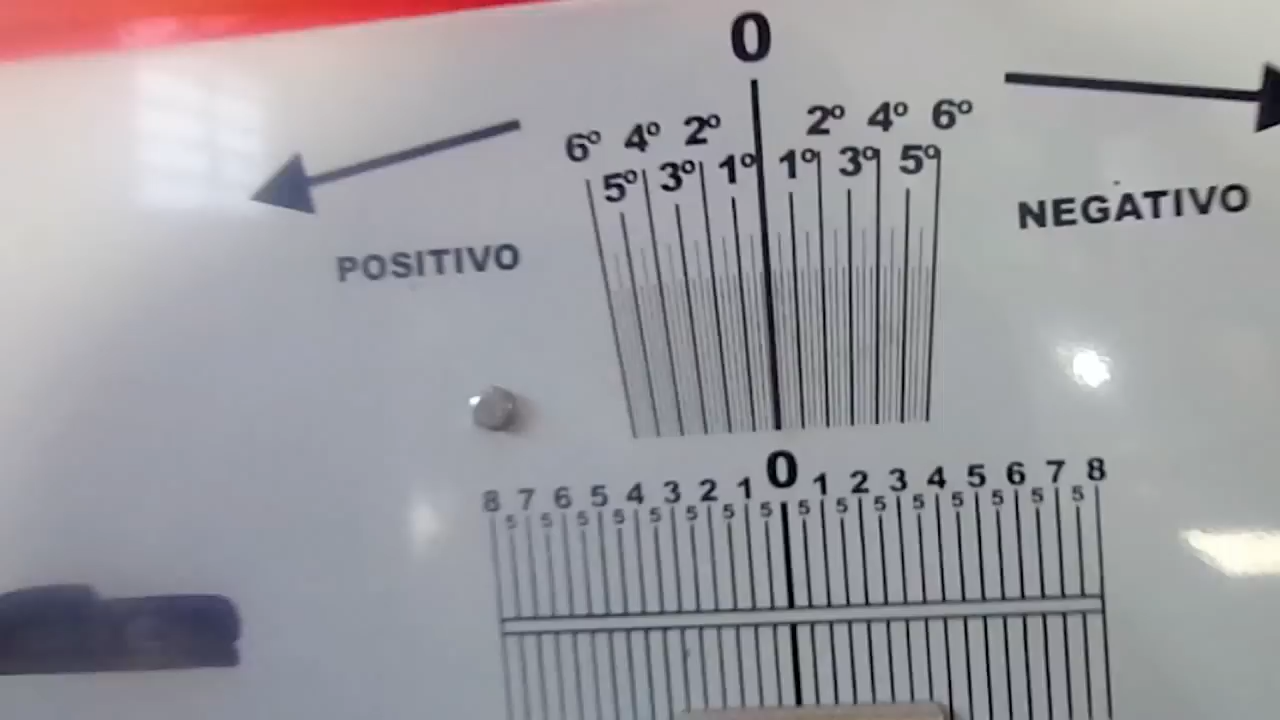 0
6º 4º 2º 2º 4º 6º
5º 3º 1º 1º 3º 5º
POSITIVO
NEGATIVO
0
8 7 6 5 4 3 2 1 1 2 3 4 5 6 7 8
5 5 5 5 5 5 5 5 5 5 5 5 5 5 5 5